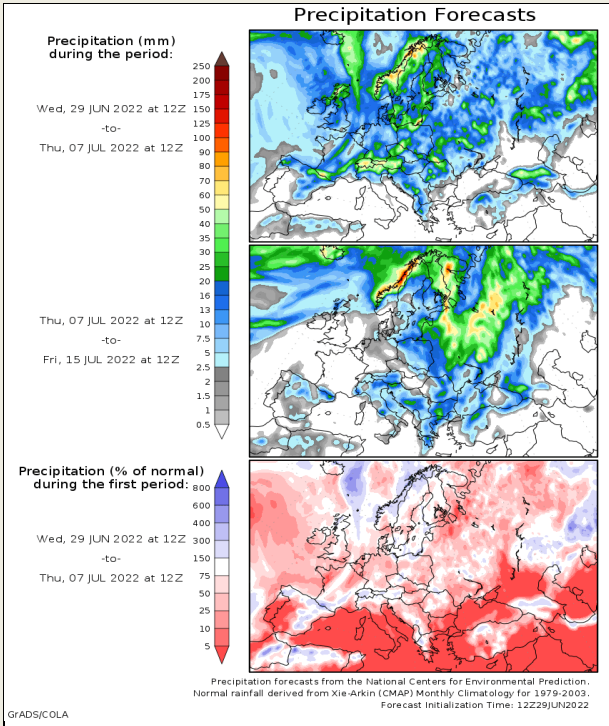 Precipitation Forecasts
Precipitation (mm)
during the period:
Wed, 29 JUN 2022 at 12Z
-to-
Thu, 07 JUL 2022 at 12Z
250
200
175
150
125
100
90
80
70
60
50
40
35
30
25
20
16
13
10
7.5
5
2.5
2
1.5
1
0.5
Thu, 07 JUL 2022 at 12Z
-to-
Fri, 15 JUL 2022 at 12Z
Precipitation (% of normal)
during the first period:
Wed, 29 JUN 2022 at 12Z
-to-
Thu, 07 JUL 2022 at 12Z
800
600
400
300
150
75
50
25
10
5
Precipitation forecasts from the National Centers for Environmental Prediction.
Normal rainfall derived from Xie-Arkin (CMAP) Monthly Climatology for 1979-2003.
Forecast Initialization Time: 12Z29JUN2022
GrADS/COLA